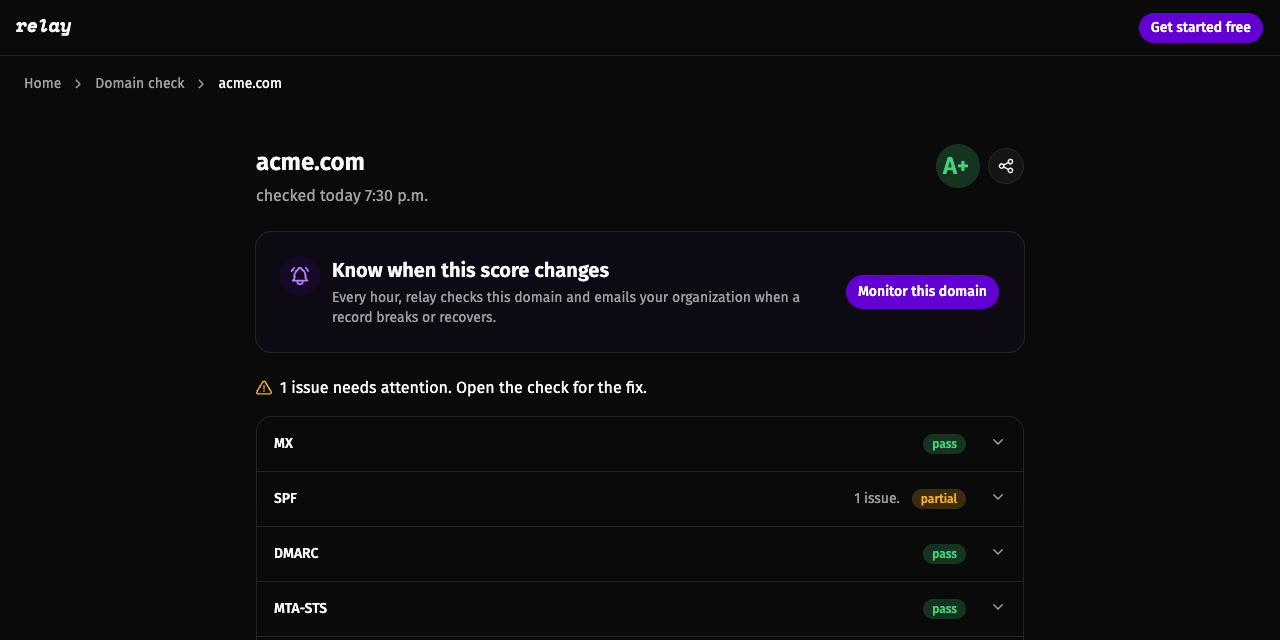 relay
Get started free
Home > Domain check > acme.com
acme.com
A+
checked today 7:30 p.m.
Know when this score changes
Every hour, relay checks this domain and emails your organization when a
record breaks or recovers.
Monitor this domain
1 issue needs attention. Open the check for the fix.
MX pass
SPF 1 issue. partial
DMARC pass
MTA-STS pass